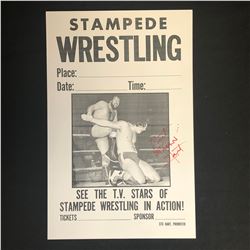 STAMPEDE
WRESTLING
Place:
Date: Time:
SEE THE T.V. STARS OF
STAMPEDE WRESTLING IN ACTION!
TICKETS SPONSOR
STU HART, PROMOTER